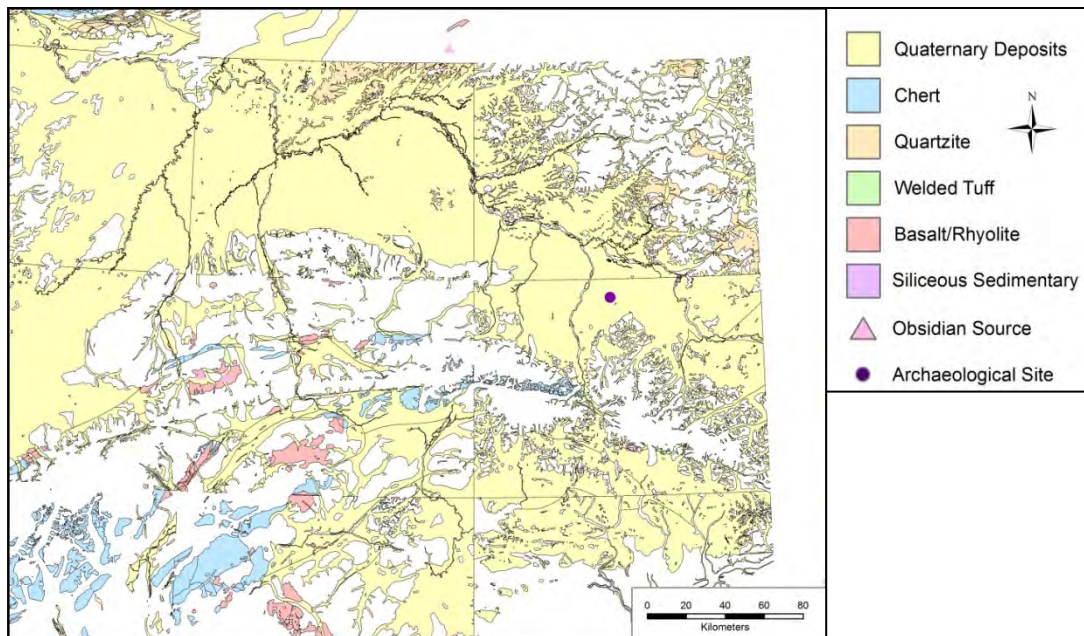 Quaternary Deposits
Chert
N
Quartzite
Welded Tuff
Basalt/Rhyolite
Siliceous Sedimentary
Obsidian Source
Archaeological Site
0 20 40 60 80
Kilometers